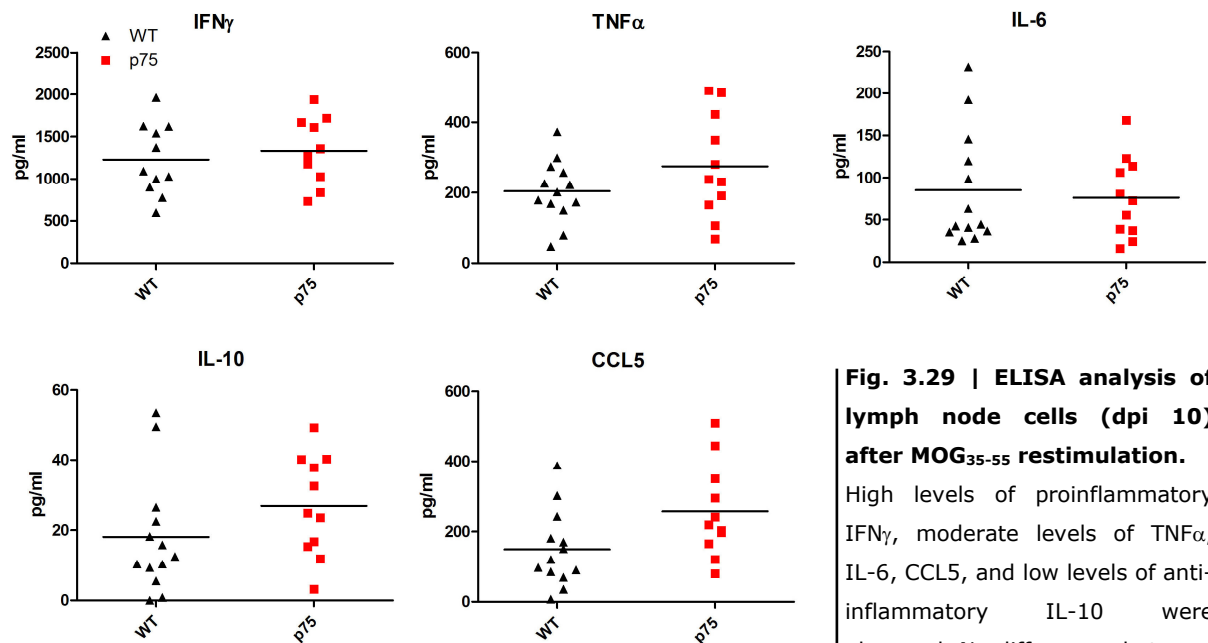 IFNγ
▲ WT
■ p75
2500
2000
1500
1000
500
0
pg/ml
WT
p75
TNFα
600
400
200
0
pg/ml
WT
p75
IL-6
250
200
150
100
50
0
pg/ml
WT
p75
IL-10
60
40
20
0
pg/ml
WT
p75
CCL5
600
400
200
0
pg/ml
WT
p75
Fig. 3.29 | ELISA analysis of
lymph node cells (dpi 10)
after MOG35-55 restimulation.
High levels of proinflammatory
IFNγ, moderate levels of TNFα,
IL-6, CCL5, and low levels of anti-
inflammatory IL-10 were